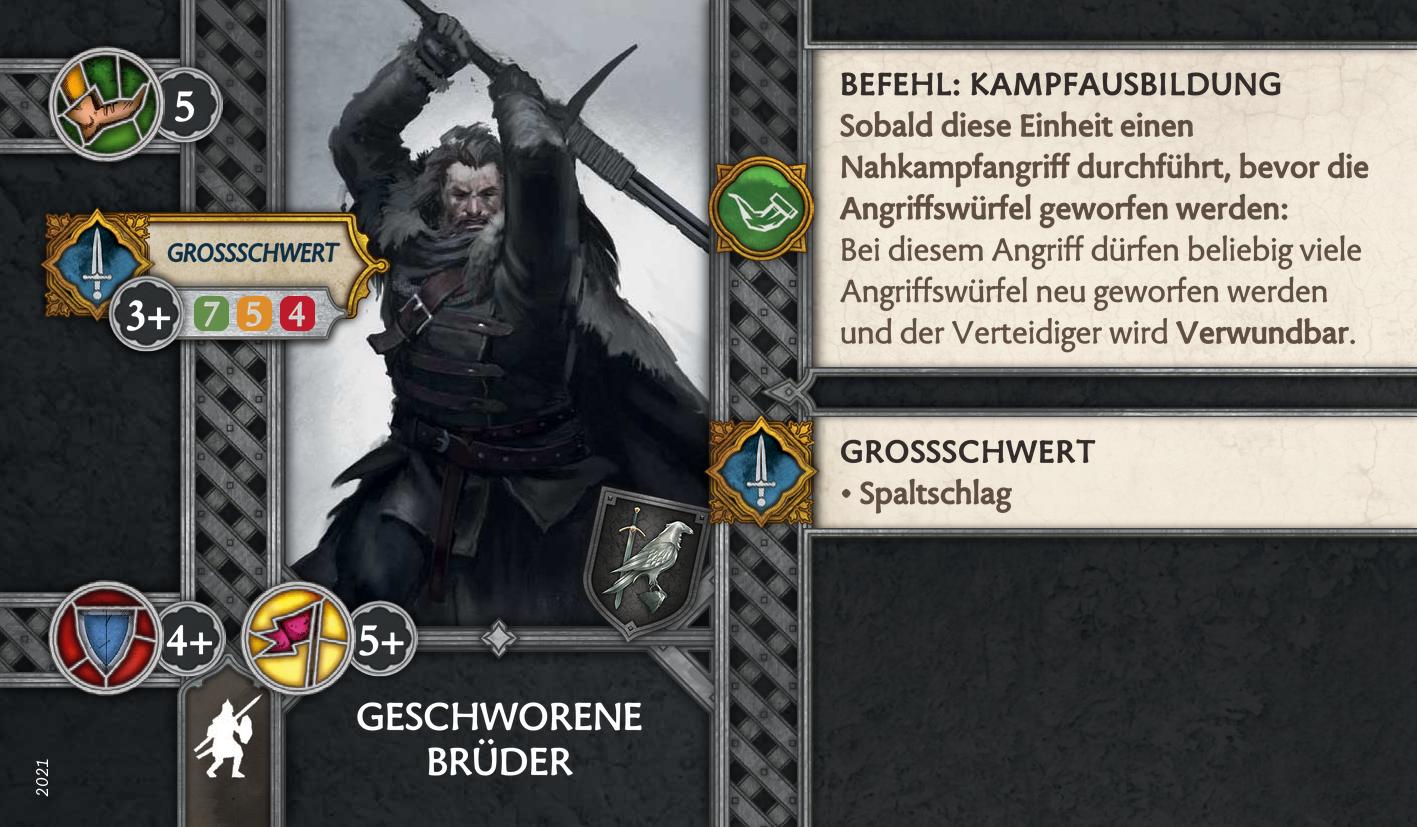 5
GROSSSCHWERT
3+ 7 5 4
4+ 5+
GESCHWORENE
BRÜDER
2021
BEFEHL: KAMPFAUSBILDUNG
Sobald diese Einheit einen
Nahkampfangriff durchführt, bevor die
Angriffswürfel geworfen werden:
Bei diesem Angriff dürfen beliebig viele
Angriffswürfel neu geworfen werden
und der Verteidiger wird Verwundbar.
GROSSSCHWERT
• Spaltschlag